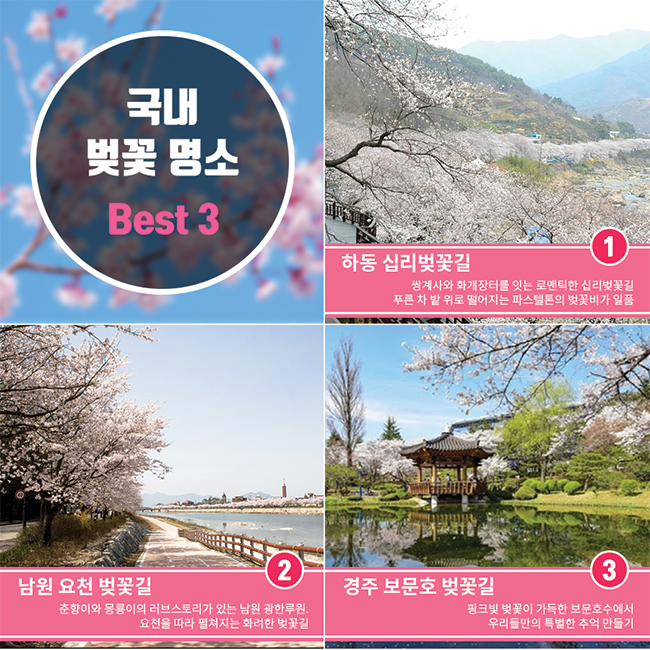 국내
벚꽃 명소
Best 3
1
하동 십리벚꽃길
쌍계사와 화개장터를 잇는 로맨틱한 십리벚꽃길
푸른 차 밭 위로 떨어지는 파스텔톤의 벚꽃비가 일품
2
남원 요천 벚꽃길
춘향이와 몽룡이의 러브스토리가 있는 남원 광한루원.
요천을 따라 펼쳐지는 화려한 벚꽃길
3
경주 보문호 벚꽃길
핑크빛 벚꽃이 가득한 보문호수에서
우리들만의 특별한 추억 만들기